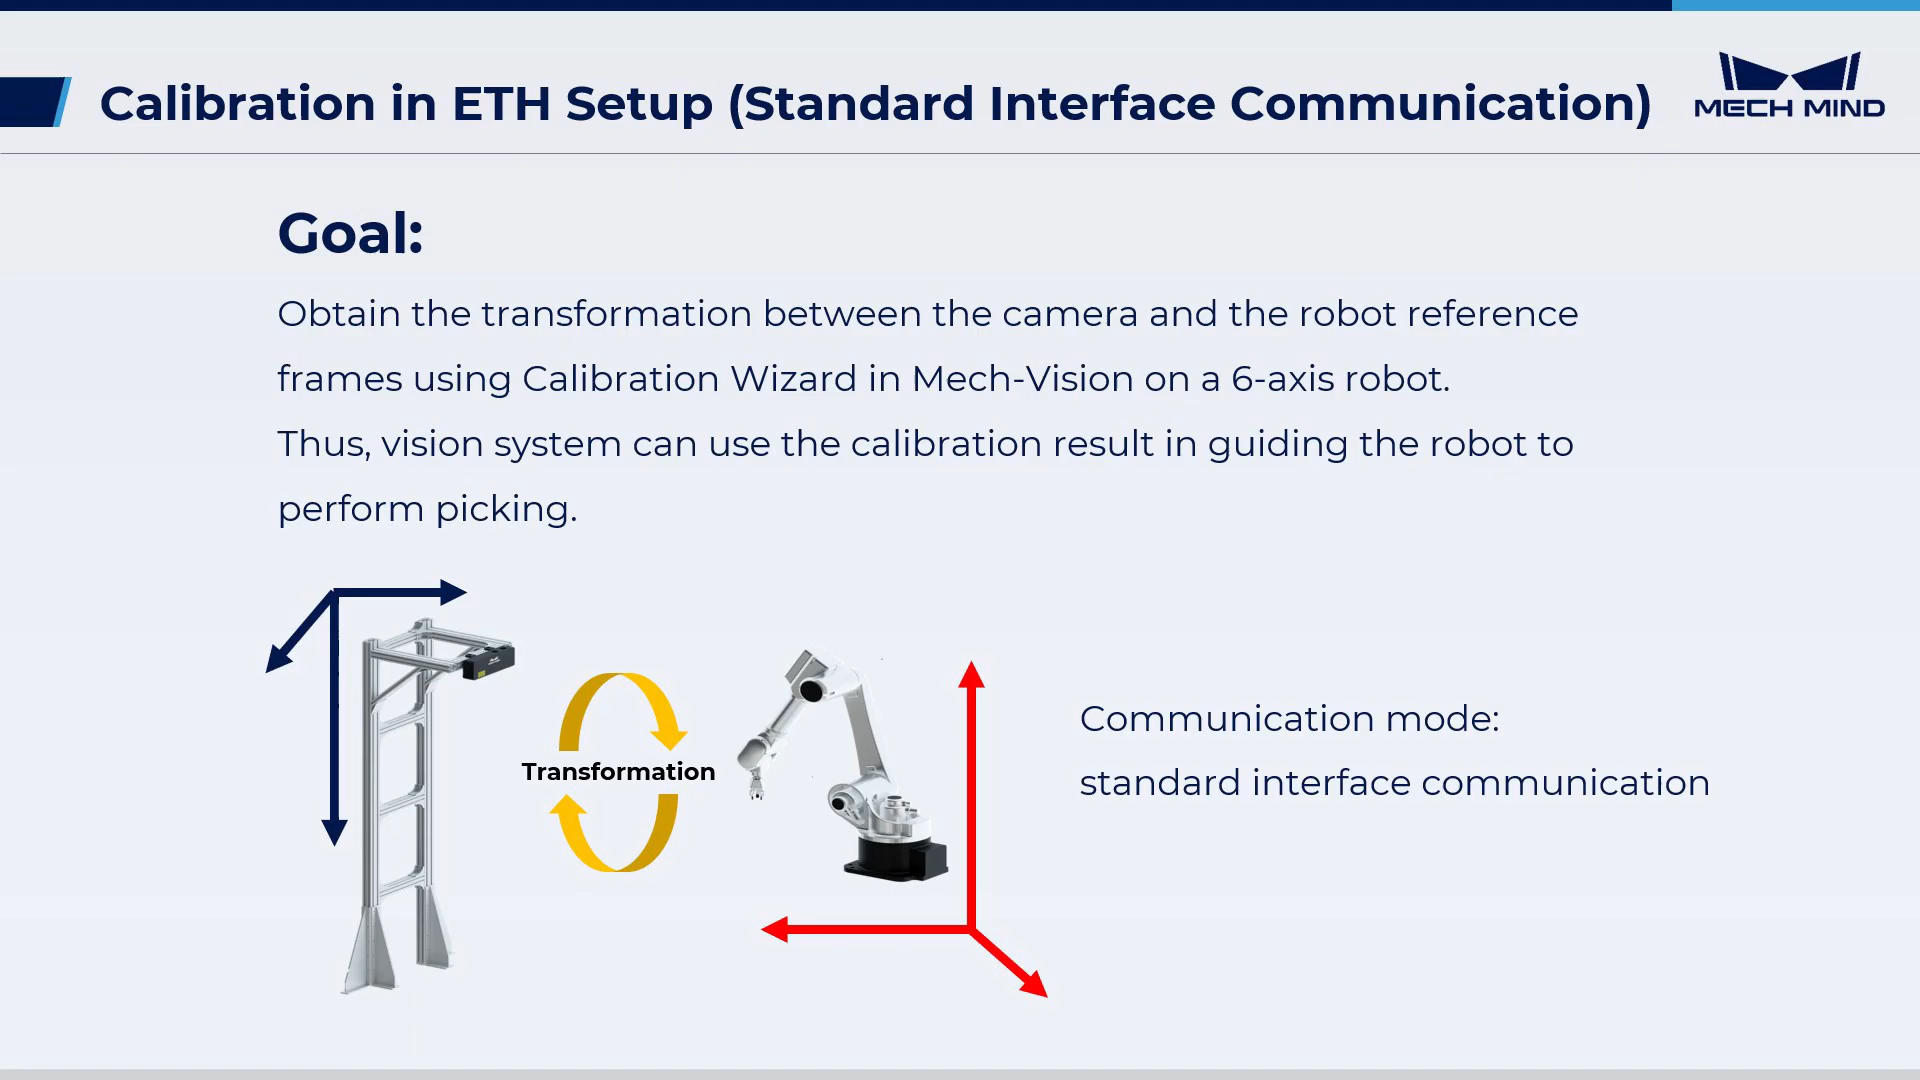 Calibration in ETH Setup (Standard Interface Communication)
MECH MIND
Goal:
Obtain the transformation between the camera and the robot reference
frames using Calibration Wizard in Mech-Vision on a 6-axis robot.
Thus, vision system can use the calibration result in guiding the robot to
perform picking.
Transformation
Communication mode:
standard interface communication